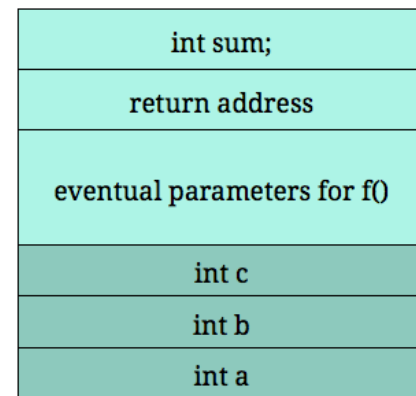 int sum;
return address
eventual parameters for f()
int c
int b
int a